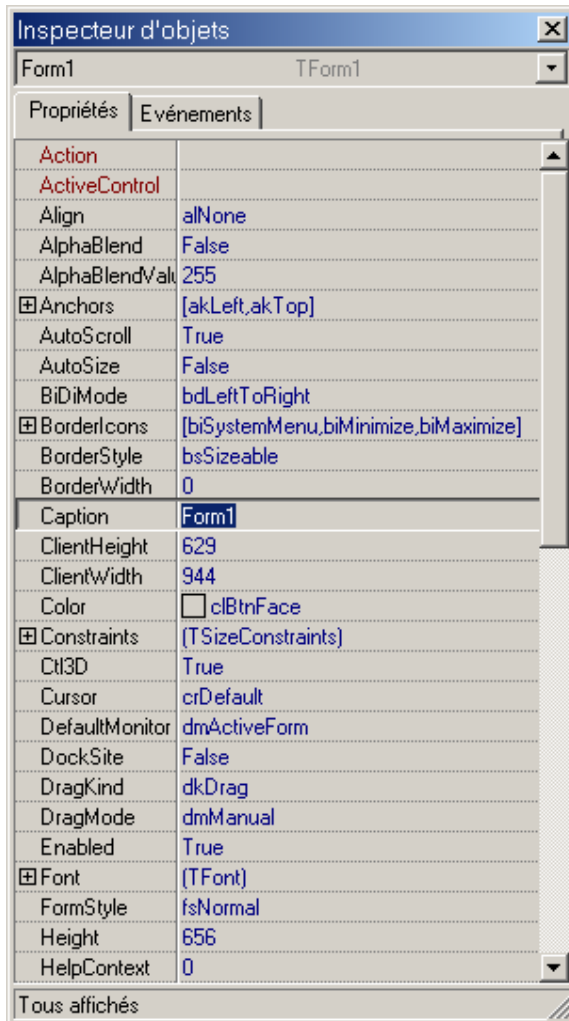 Inspecteur d'objets
Form1 TForm1
Propriétés Evénements
Action
ActiveControl
Align alNone
AlphaBlend False
AlphaBlendValu 255
Anchors [akLeft,akTop]
AutoScroll True
AutoSize False
BiDiMode bdLeftToRight
BorderIcons [biSystemMenu,biMinimize,biMaximize]
BorderStyle bsSizeable
BorderWidth 0
Caption Form1
ClientHeight 629
ClientWidth 944
Color clBtnFace
Constraints (TSizeConstraints)
Ctl3D True
Cursor crDefault
DefaultMonitor dmActiveForm
DockSite False
DragKind dkDrag
DragMode dmManual
Enabled True
Font (TFont)
FormStyle fsNormal
Height 656
HelpContext 0
Tous affichés